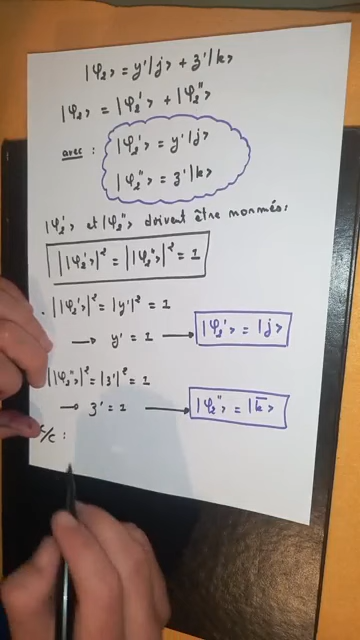 |φ₂> = y'|j> + z'|k>
|φ₂> = |φ₂'> + |φ₂''>
avec : |φ₂'> = y'|j>
|φ₂''> = z'|k>
|φ₂'> et |φ₂''> doivent être normés:
||φ₂'>|² = ||φ₂''>|² = 1
. ||φ₂'>|² = |y'|² = 1
→ y' = 1 → |φ₂'> = |j>
||φ₂''>|² = |z'|² = 1
→ z' = 1 → |φ₂''> = |k̅>
/c :